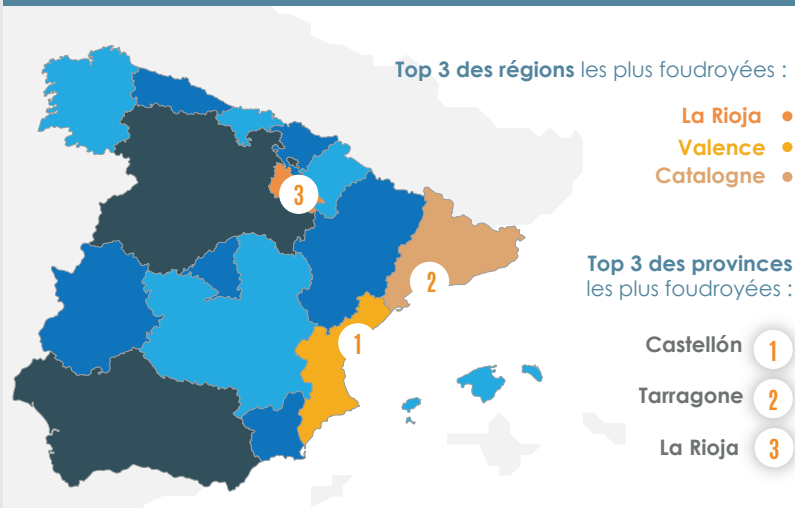 Top 3 des régions les plus foudroyées :
La Rioja
Valence
Catalogne
3
2
1
Top 3 des provinces
les plus foudroyées :
Castellón 1
Tarragone 2
La Rioja 3